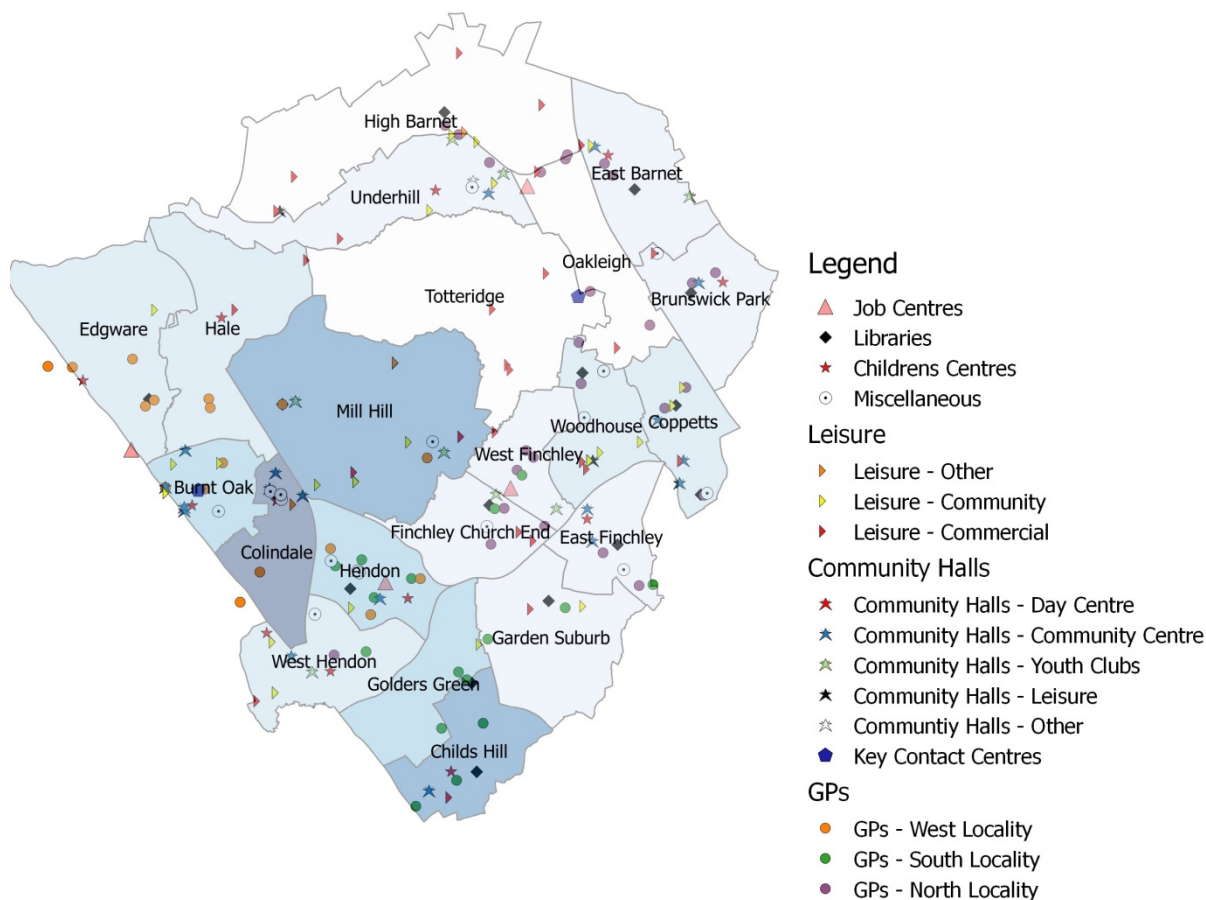 High Barnet
East Barnet
Underhill
Oakleigh
Brunswick Park
Totteridge
Edgware
Hale
Mill Hill
Woodhouse
Coppetts
West Finchley
Burnt Oak
Finchley Church End
East Finchley
Colindale
Hendon
Garden Suburb
West Hendon
Golders Green
Childs Hill
Legend
Job Centres
Libraries
Childrens Centres
Miscellaneous
Leisure
Leisure - Other
Leisure - Community
Leisure - Commercial
Community Halls
Community Halls - Day Centre
Community Halls - Community Centre
Community Halls - Youth Clubs
Community Halls - Leisure
Communtiy Halls - Other
Key Contact Centres
GPs
GPs - West Locality
GPs - South Locality
GPs - North Locality